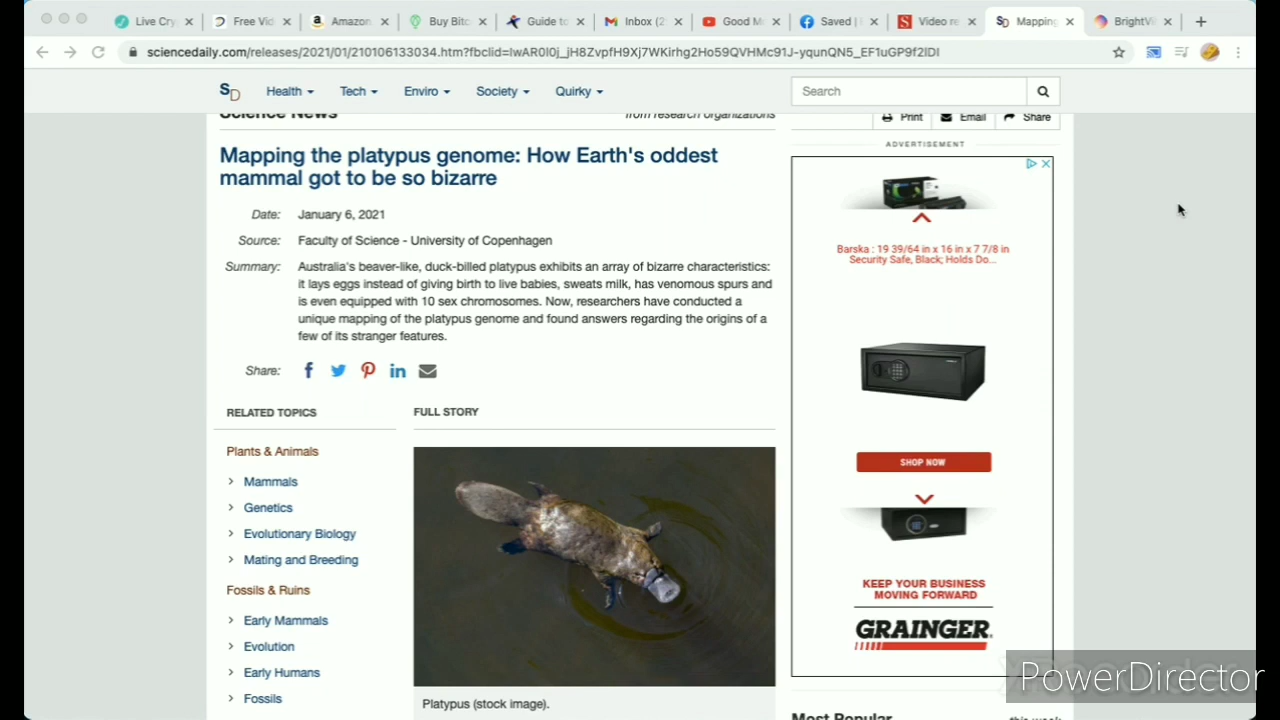 Live Cry
Free Vid
Amazon
Buy Bitc
Guide to
Inbox (2
Good M
Saved |
Video re
Mapping
BrightVi
sciencedaily.com/releases/2021/01/210106133034.htm?fbclid=IwAR0I0j_jH8ZvpfH9Xj7WKirhg2Ho59QVHMc91J-yqunQN5_EF1uGP9f2lDI
SD
Health
Tech
Enviro
Society
Quirky
Search
Science News
from research organizations
Print
Email
Share
Mapping the platypus genome: How Earth's oddest
mammal got to be so bizarre
Date: January 6, 2021
Source: Faculty of Science - University of Copenhagen
Summary: Australia's beaver-like, duck-billed platypus exhibits an array of bizarre characteristics:
it lays eggs instead of giving birth to live babies, sweats milk, has venomous spurs and
is even equipped with 10 sex chromosomes. Now, researchers have conducted a
unique mapping of the platypus genome and found answers regarding the origins of a
few of its stranger features.
Share:
RELATED TOPICS
Plants & Animals
Mammals
Genetics
Evolutionary Biology
Mating and Breeding
Fossils & Ruins
Early Mammals
Evolution
Early Humans
Fossils
FULL STORY
Platypus (stock image).
ADVERTISEMENT
Barska : 19 39/64 in x 16 in x 7 7/8 in
Security Safe, Black; Holds Do...
SHOP NOW
KEEP YOUR BUSINESS
MOVING FORWARD
GRAINGER
Most Popular
this week
PowerDirector